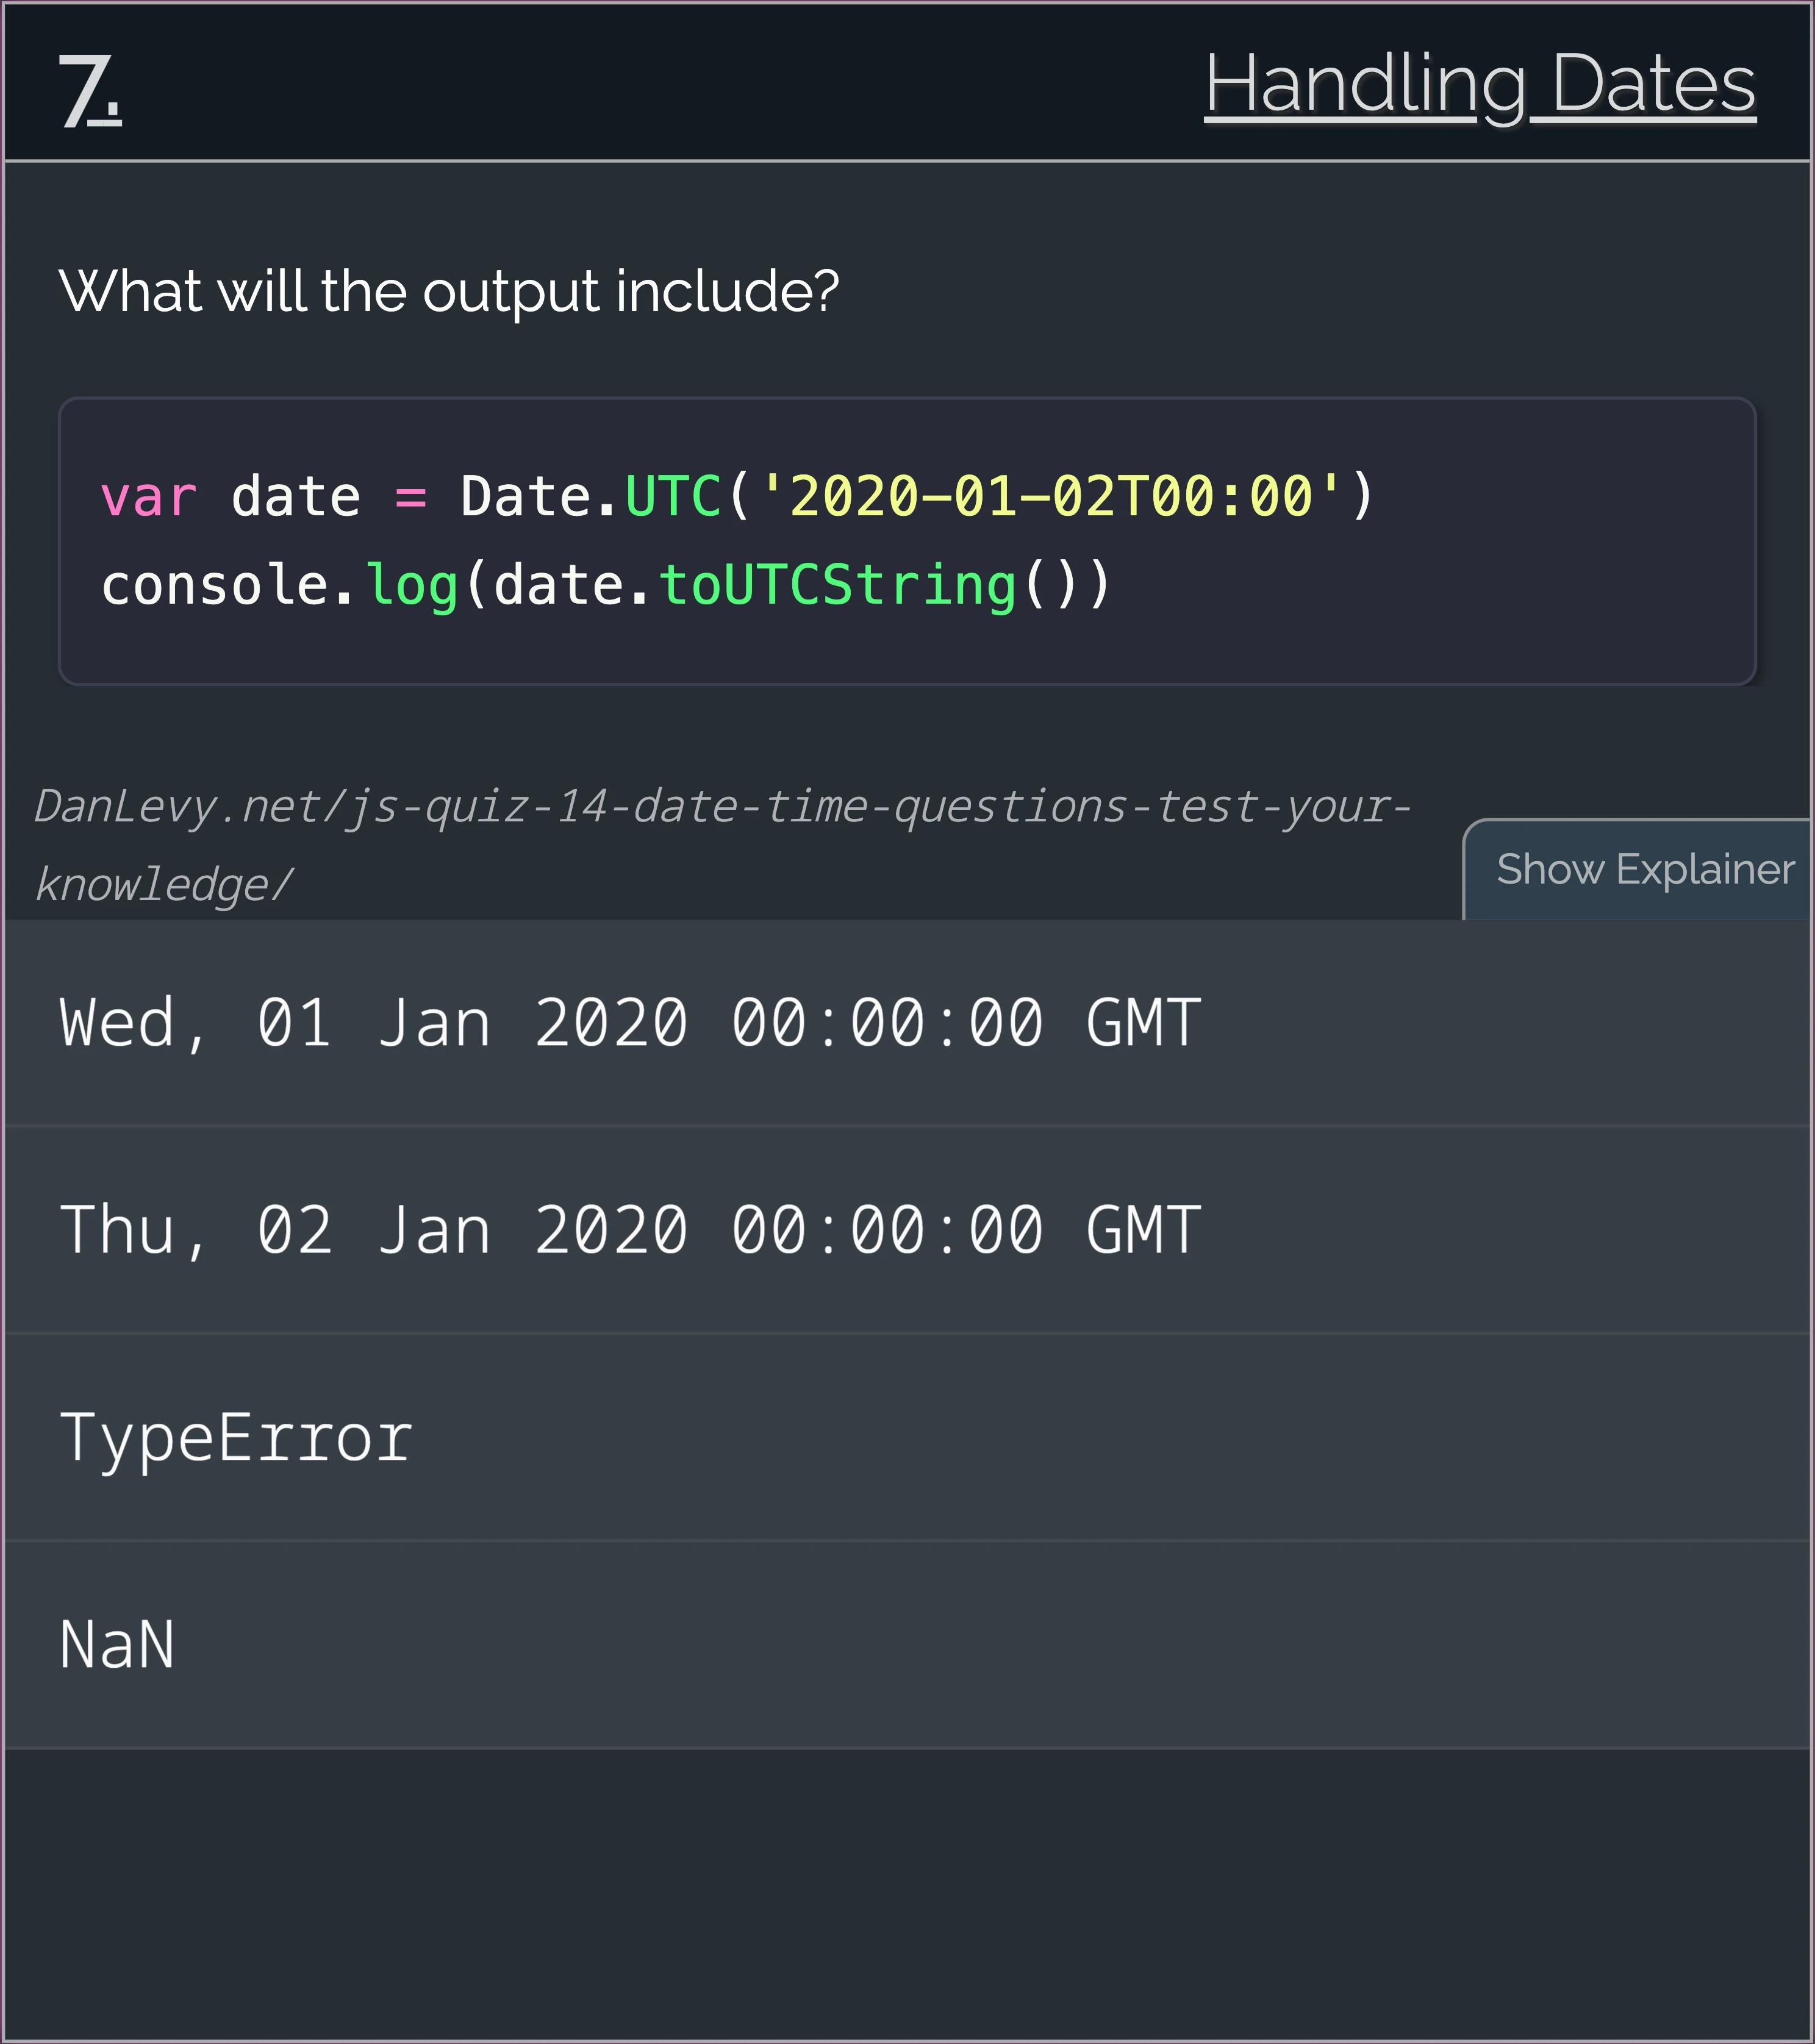 7.
Handling Dates
What will the output include?
var date = Date.UTC('2020-01-02T00:00')
console.log(date.toUTCString())
DanLevy.net/js-quiz-14-date-time-questions-test-your-
knowledge/
Show Explainer
Wed, 01 Jan 2020 00:00:00 GMT
Thu, 02 Jan 2020 00:00:00 GMT
TypeError
NaN